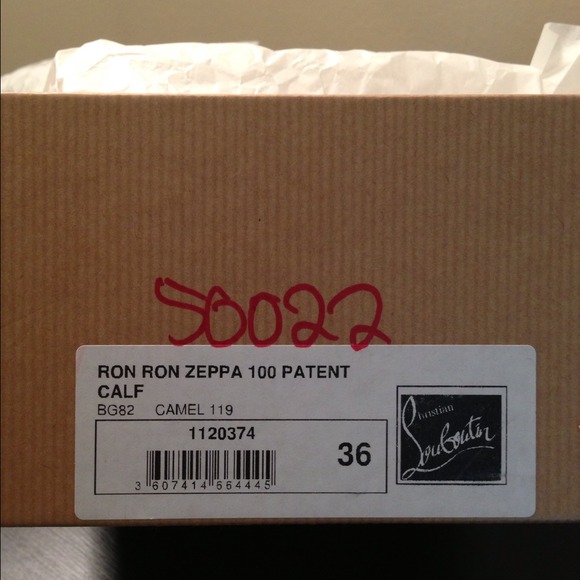 50022
RON RON ZEPPA 100 PATENT
CALF
BG82 CAMEL 119
1120374
36
3 607414 664445
Christian
Louboutin